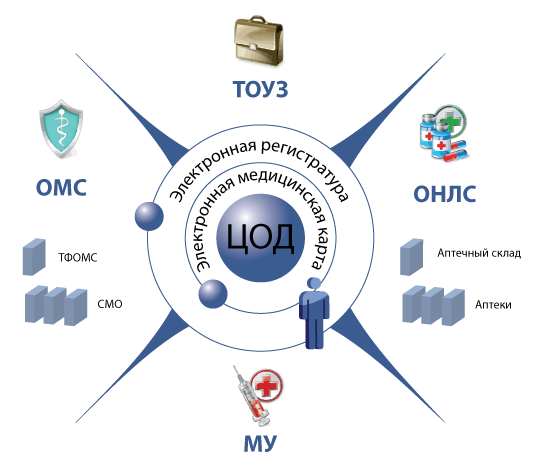 ТОУЗ
ОМС
ОНЛС
Электронная регистратура
Электронная медицинская карта
ЦОД
ТФОМС
СМО
Аптечный склад
Аптеки
МУ